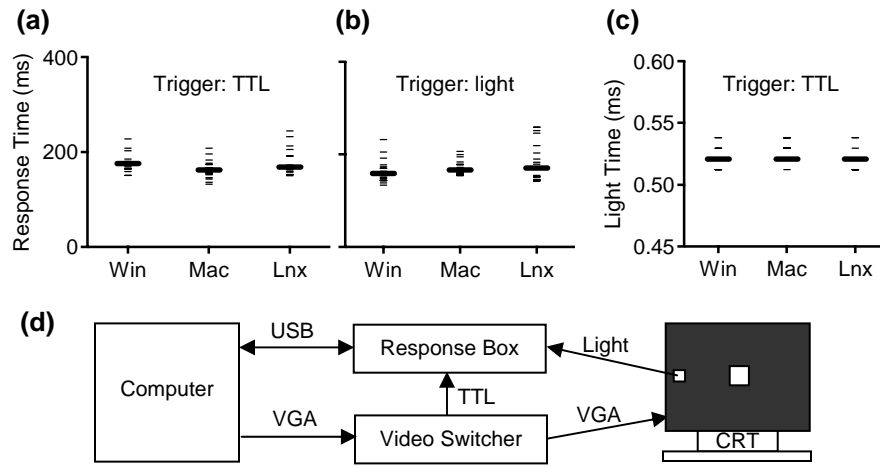 (a)
Response Time (ms)
400
200
0
Trigger: TTL
Win Mac Lnx
(b)
Trigger: light
Win Mac Lnx
(c)
Light Time (ms)
0.60
0.55
0.50
0.45
Trigger: TTL
Win Mac Lnx
(d)
Computer
USB
Response Box
Light
TTL
VGA
Video Switcher
VGA
CRT